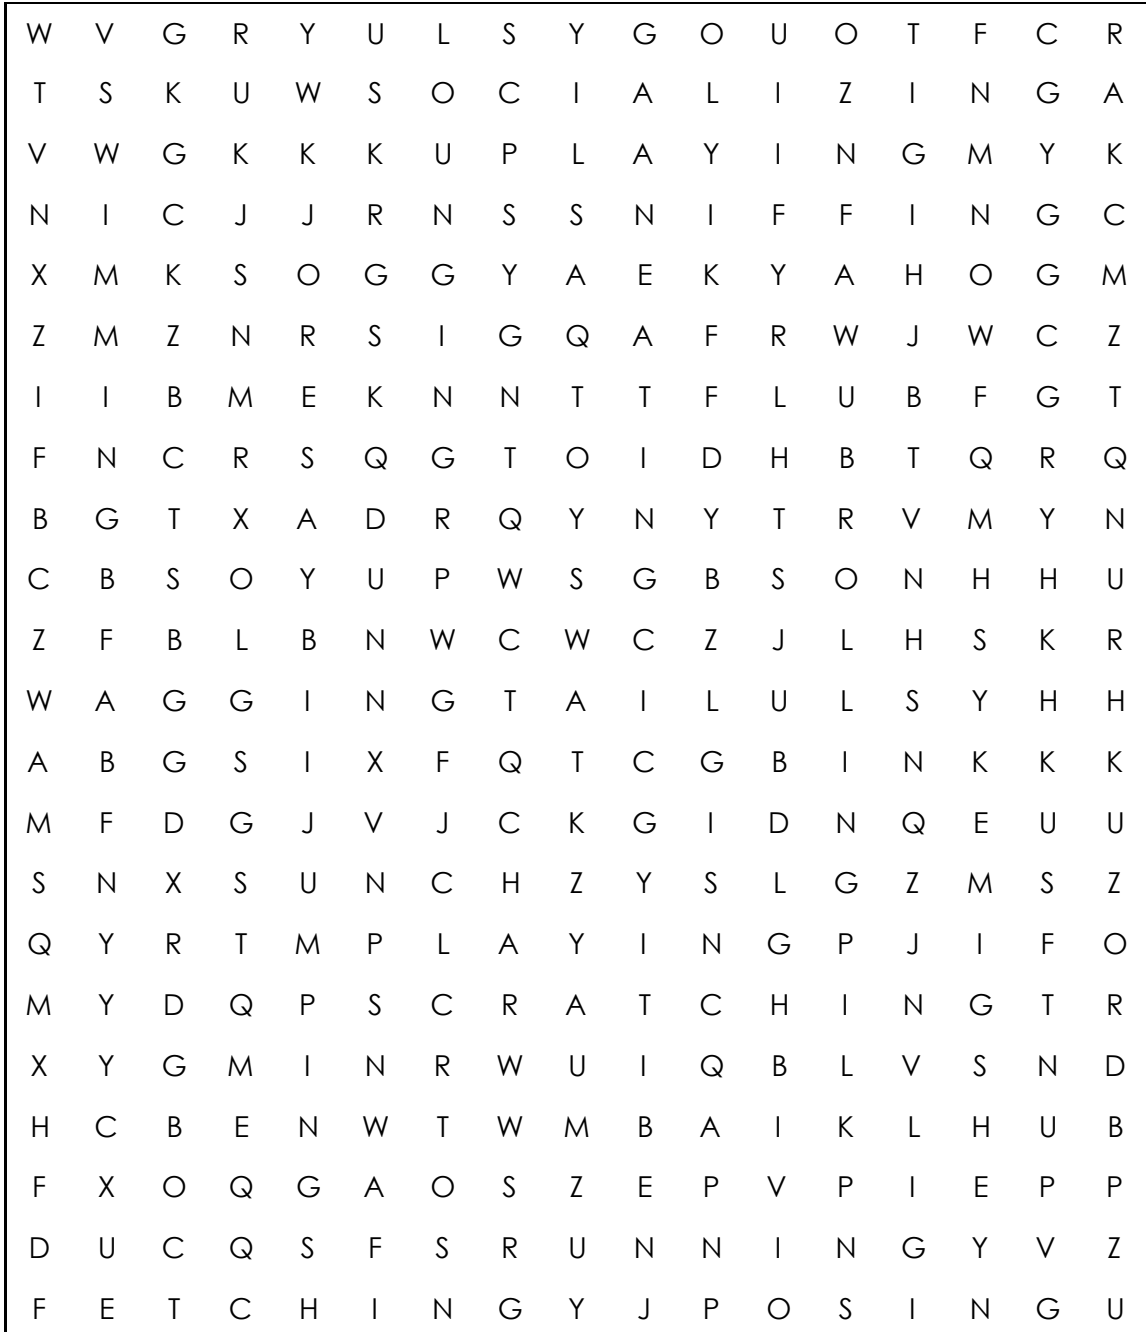 W V G R Y U L S Y G O U O T F C R
T S K U W S O C I A L I Z I N G A
V W G K K K U P L A Y I N G M Y K
N I C J J R N S S N I F F I N G C
X M K S O G G Y A E K Y A H O G M
Z M Z N R S I G Q A F R W J W C Z
I I B M E K N N T T F L U B F G T
F N C R S Q G T O I D H B T Q R Q
B G T X A D R Q Y N Y T R V M Y N
C B S O Y U P W S G B S O N H H U
Z F B L B N W C W C Z J L H S K R
W A G G I N G T A I L U L S Y H H
A B G S I X F Q T C G B I N K K K
M F D G J V J C K G I D N Q E U U
S N X S U N C H Z Y S L G Z M S Z
Q Y R T M P L A Y I N G P J I F O
M Y D Q P S C R A T C H I N G T R
X Y G M I N R W U I Q B L V S N D
H C B E N W T W M B A I K L H U B
F X O Q G A O S Z E P V P I E P P
D U C Q S F S R U N N I N G Y V Z
F E T C H I N G Y J P O S I N G U